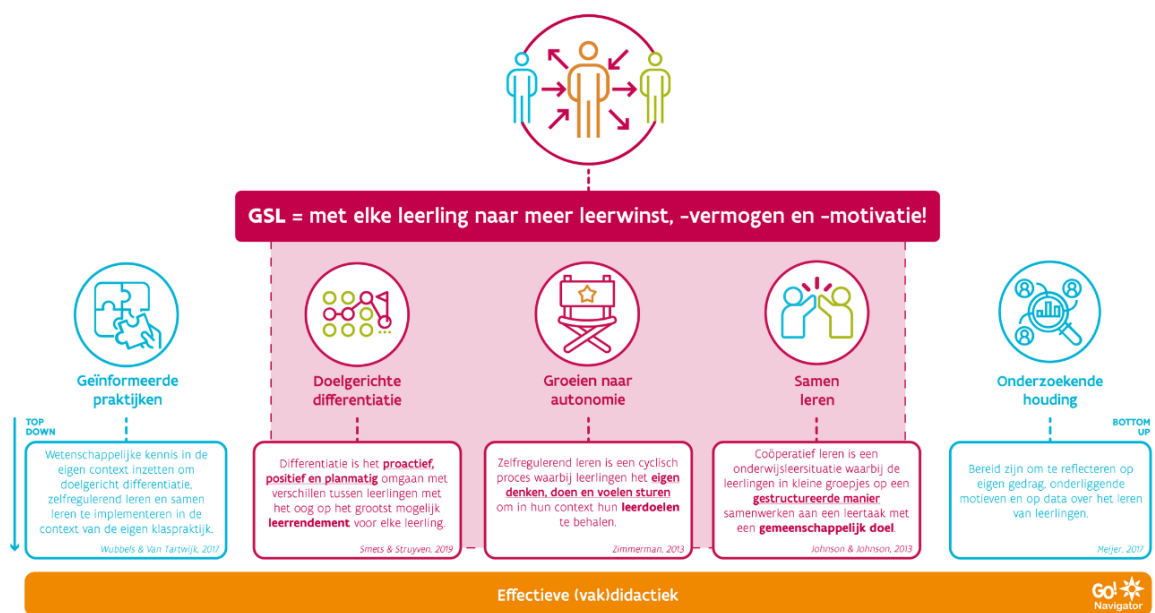 GSL = met elke leerling naar meer leerwinst, -vermogen en -motivatie!
Geïnformeerde
praktijken
Doelgerichte
differentiatie
Groeien naar
autonomie
Samen
leren
Onderzoekende
houding
TOP
DOWN
BOTTOM
UP
Wetenschappelijke kennis in de
eigen context inzetten om
doelgericht differentiatie,
zelfregulerend leren en samen
leren te implementeren in de
context van de eigen klaspraktijk.
Wubbels & Van Tartwijk, 2017
Differentiatie is het proactief,
positief en planmatig omgaan met
verschillen tussen leerlingen met
het oog op het grootst mogelijk
leerrendement voor elke leerling.
Smets & Struyven, 2019
Zelfregulerend leren is een cyclisch
proces waarbij leerlingen het eigen
denken, doen en voelen sturen
om in hun context hun leerdoelen
te behalen.
Zimmerman, 2013
Coöperatief leren is een
onderwijsleersituatie waarbij de
leerlingen in kleine groepjes op een
gestructureerde manier
samenwerken aan een leertaak met
een gemeenschappelijk doel.
Johnson & Johnson, 2013
Bereid zijn om te reflecteren op
eigen gedrag, onderliggende
motieven en op data over het leren
van leerlingen.
Meijer, 2017
Effectieve (vak)didactiek
GO!
Navigator